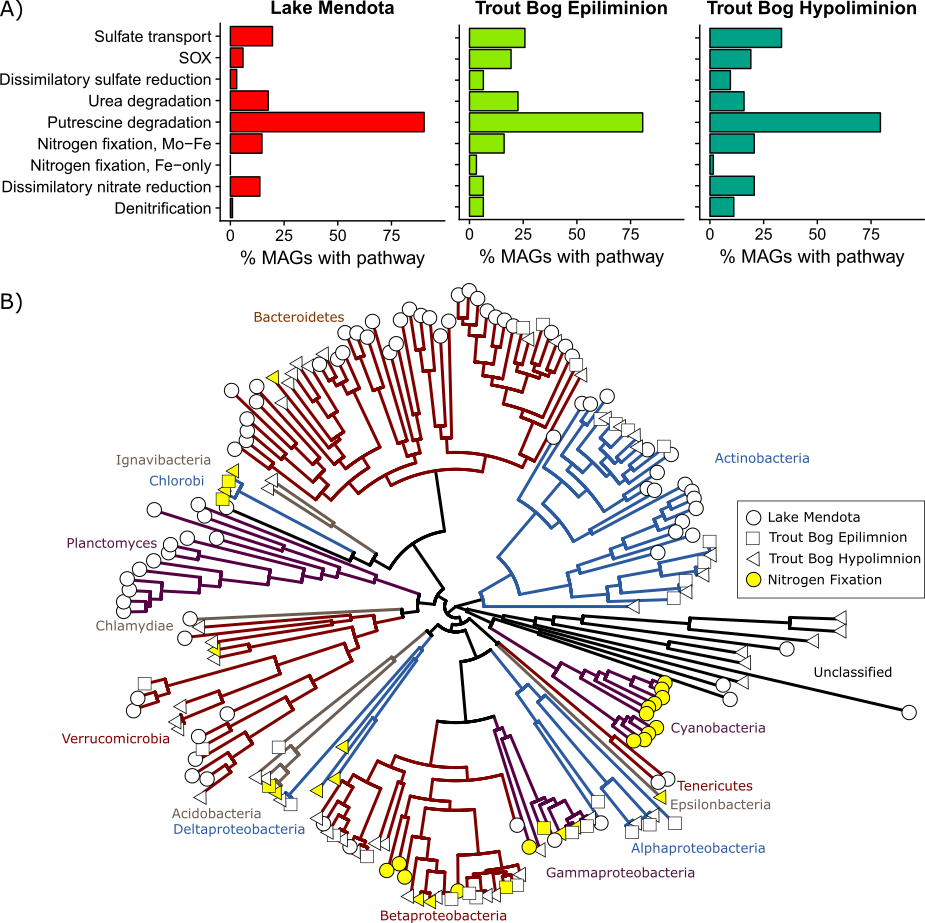 A)
Lake Mendota
Trout Bog Epiliminion
Trout Bog Hypoliminion
Sulfate transport
SOX
Dissimilatory sulfate reduction
Urea degradation
Putrescine degradation
Nitrogen fixation, Mo−Fe
Nitrogen fixation, Fe−only
Dissimilatory nitrate reduction
Denitrification
0 25 50 75
0 25 50 75
0 25 50 75
% MAGs with pathway
% MAGs with pathway
% MAGs with pathway
B)
Bacteroidetes
Ignavibacteria
Chlorobi
Actinobacteria
Lake Mendota
Trout Bog Epilimnion
Trout Bog Hypolimnion
Nitrogen Fixation
Planctomyces
Chlamydiae
Unclassified
Verrucomicrobia
Cyanobacteria
Tenericutes
Epsilonbacteria
Acidobacteria
Deltaproteobacteria
Alphaproteobacteria
Gammaproteobacteria
Betaproteobacteria